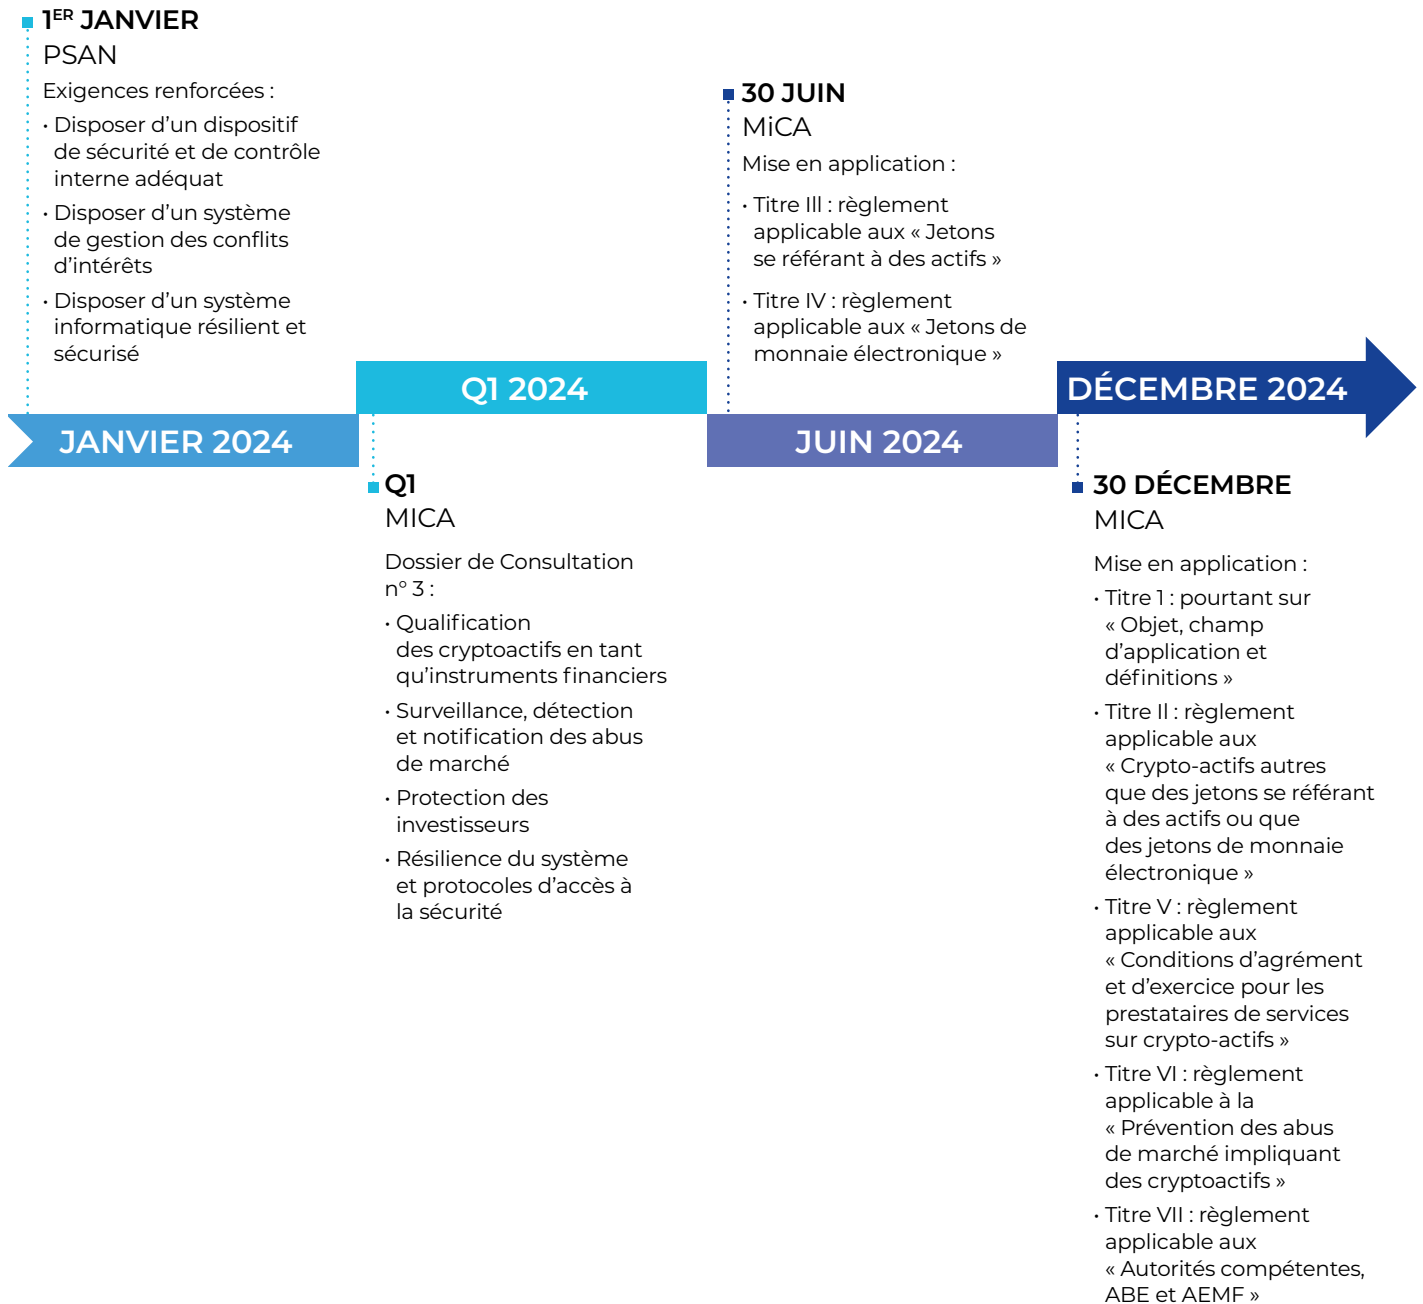 1ER JANVIER
PSAN
Exigences renforcées :
· Disposer d’un dispositif
de sécurité et de contrôle
interne adéquat
· Disposer d’un système
de gestion des conflits
d’intérêts
· Disposer d’un système
informatique résilient et
sécurisé
JANVIER 2024
Q1 2024
Q1
MICA
Dossier de Consultation
n° 3 :
· Qualification
des cryptoactifs en tant
qu’instruments financiers
· Surveillance, détection
et notification des abus
de marché
· Protection des
investisseurs
· Résilience du système
et protocoles d’accès à
la sécurité
30 JUIN
MiCA
Mise en application :
· Titre III : règlement
applicable aux « Jetons
se référant à des actifs »
· Titre IV : règlement
applicable aux « Jetons de
monnaie électronique »
JUIN 2024
DÉCEMBRE 2024
30 DÉCEMBRE
MICA
Mise en application :
· Titre 1 : pourtant sur
« Objet, champ
d’application et
définitions »
· Titre II : règlement
applicable aux
« Crypto-actifs autres
que des jetons se référant
à des actifs ou que
des jetons de monnaie
électronique »
· Titre V : règlement
applicable aux
« Conditions d’agrément
et d’exercice pour les
prestataires de services
sur crypto-actifs »
· Titre VI : règlement
applicable à la
« Prévention des abus
de marché impliquant
des cryptoactifs »
· Titre VII : règlement
applicable aux
« Autorités compétentes,
ABE et AEMF »